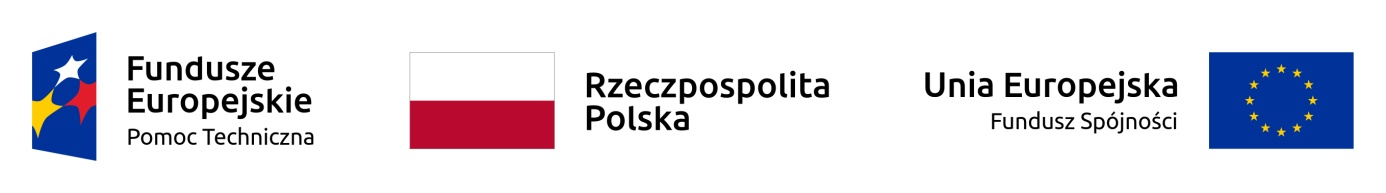 Fundusze
Europejskie
Pomoc Techniczna
Rzeczpospolita
Polska
Unia Europejska
Fundusz Spójności